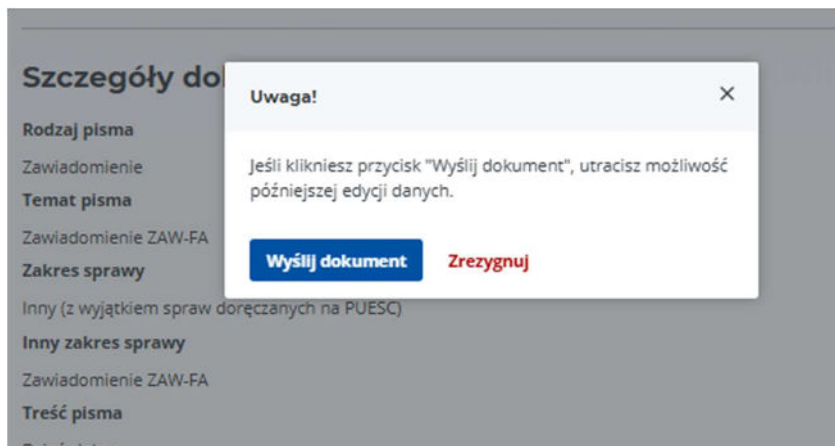 Szczegóły do
Uwaga!
Rodzaj pisma
Zawiadomienie
Jeśli klikniesz przycisk "Wyślij dokument", utracisz możliwość
późniejszej edycji danych.
Temat pisma
Zawiadomienie ZAW-FA
Wyślij dokument Zrezygnuj
Zakres sprawy
Inny (z wyjątkiem spraw doręczanych na PUESC)
Inny zakres sprawy
Zawiadomienie ZAW-FA
Treść pisma